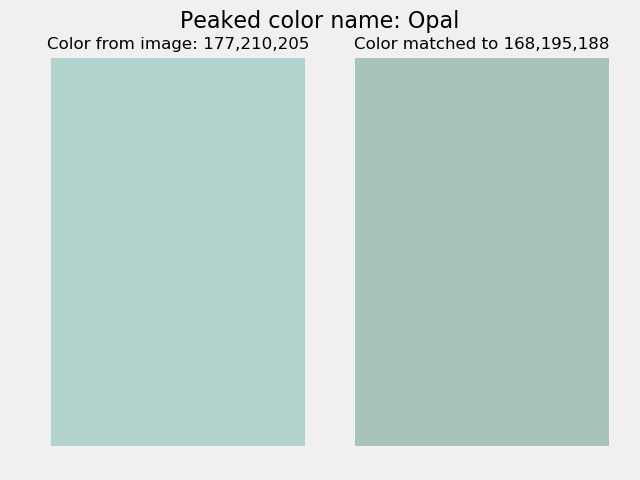 Peaked color name: Opal
Color from image: 177,210,205
Color matched to 168,195,188